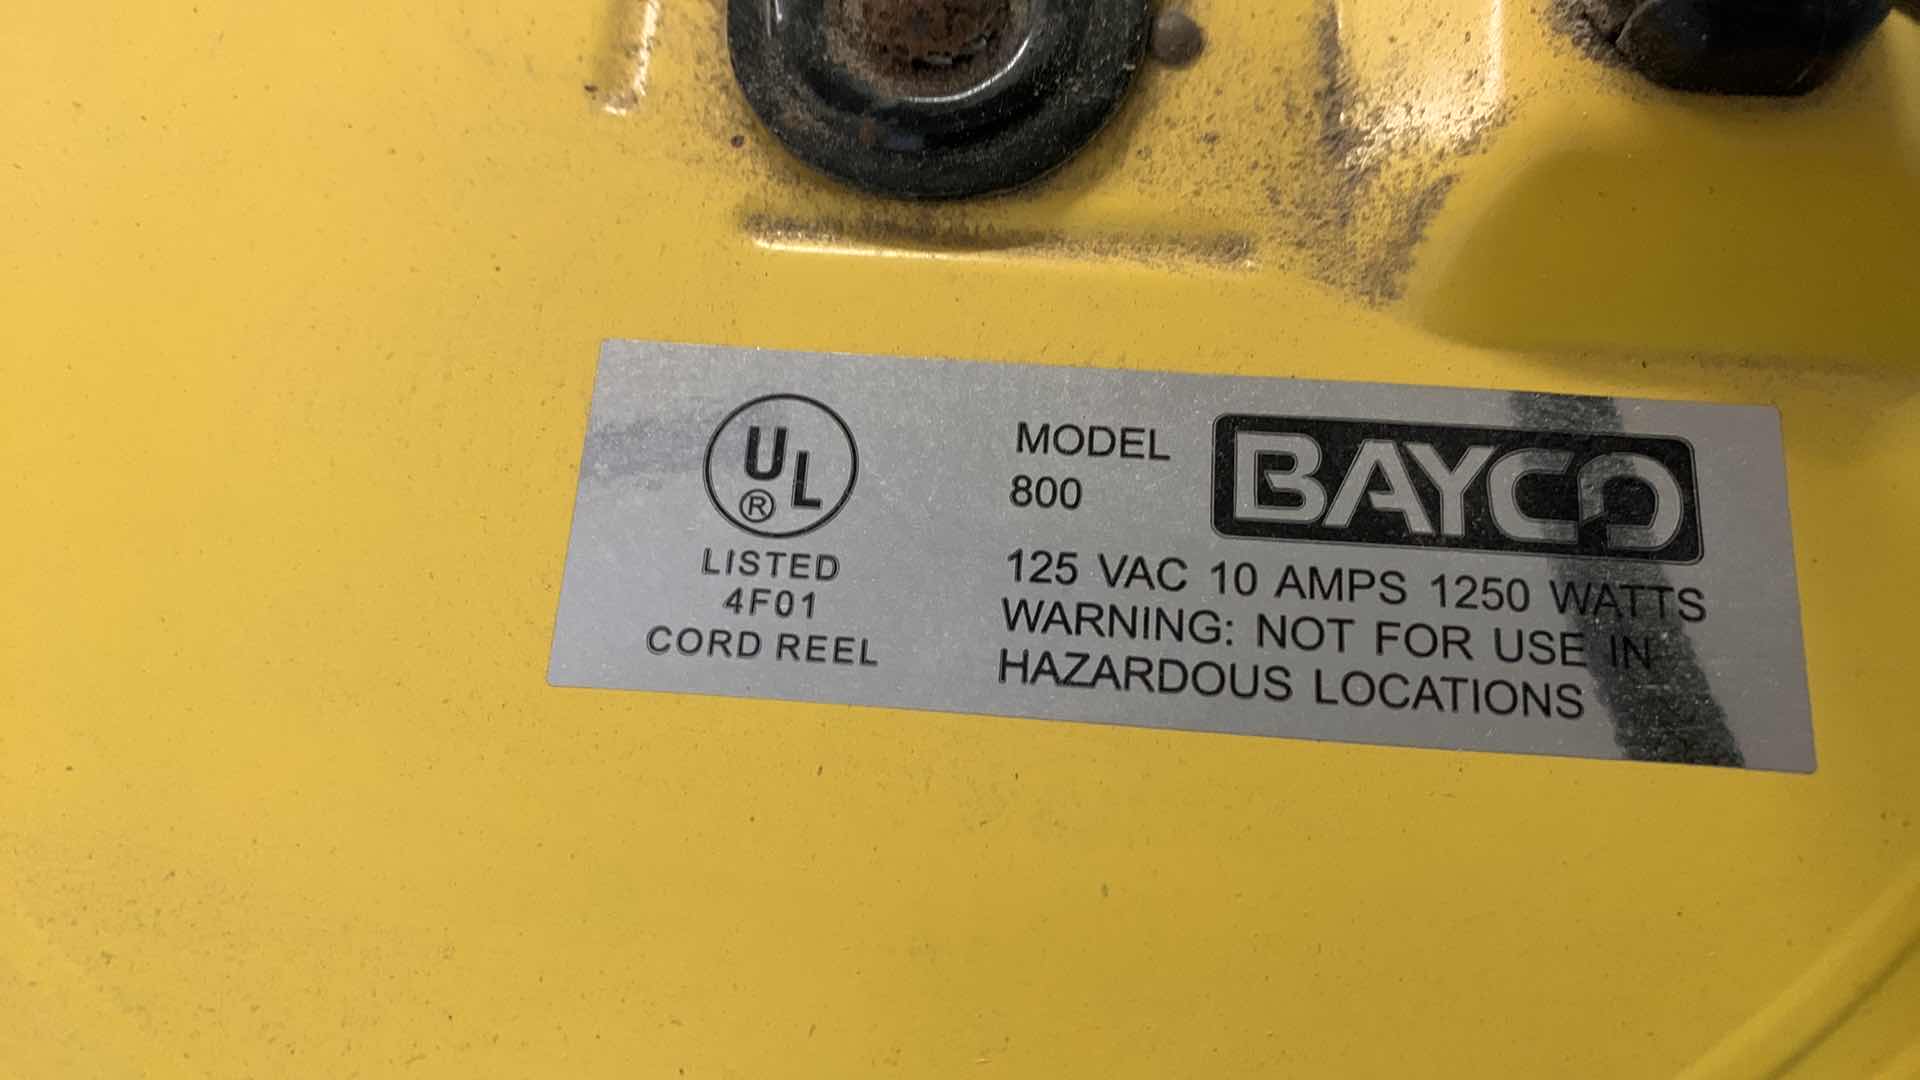 UL
®
LISTED
4F01
CORD REEL
MODEL
800
BAYCO
125 VAC 10 AMPS 1250 WATTS
WARNING: NOT FOR USE IN
HAZARDOUS LOCATIONS